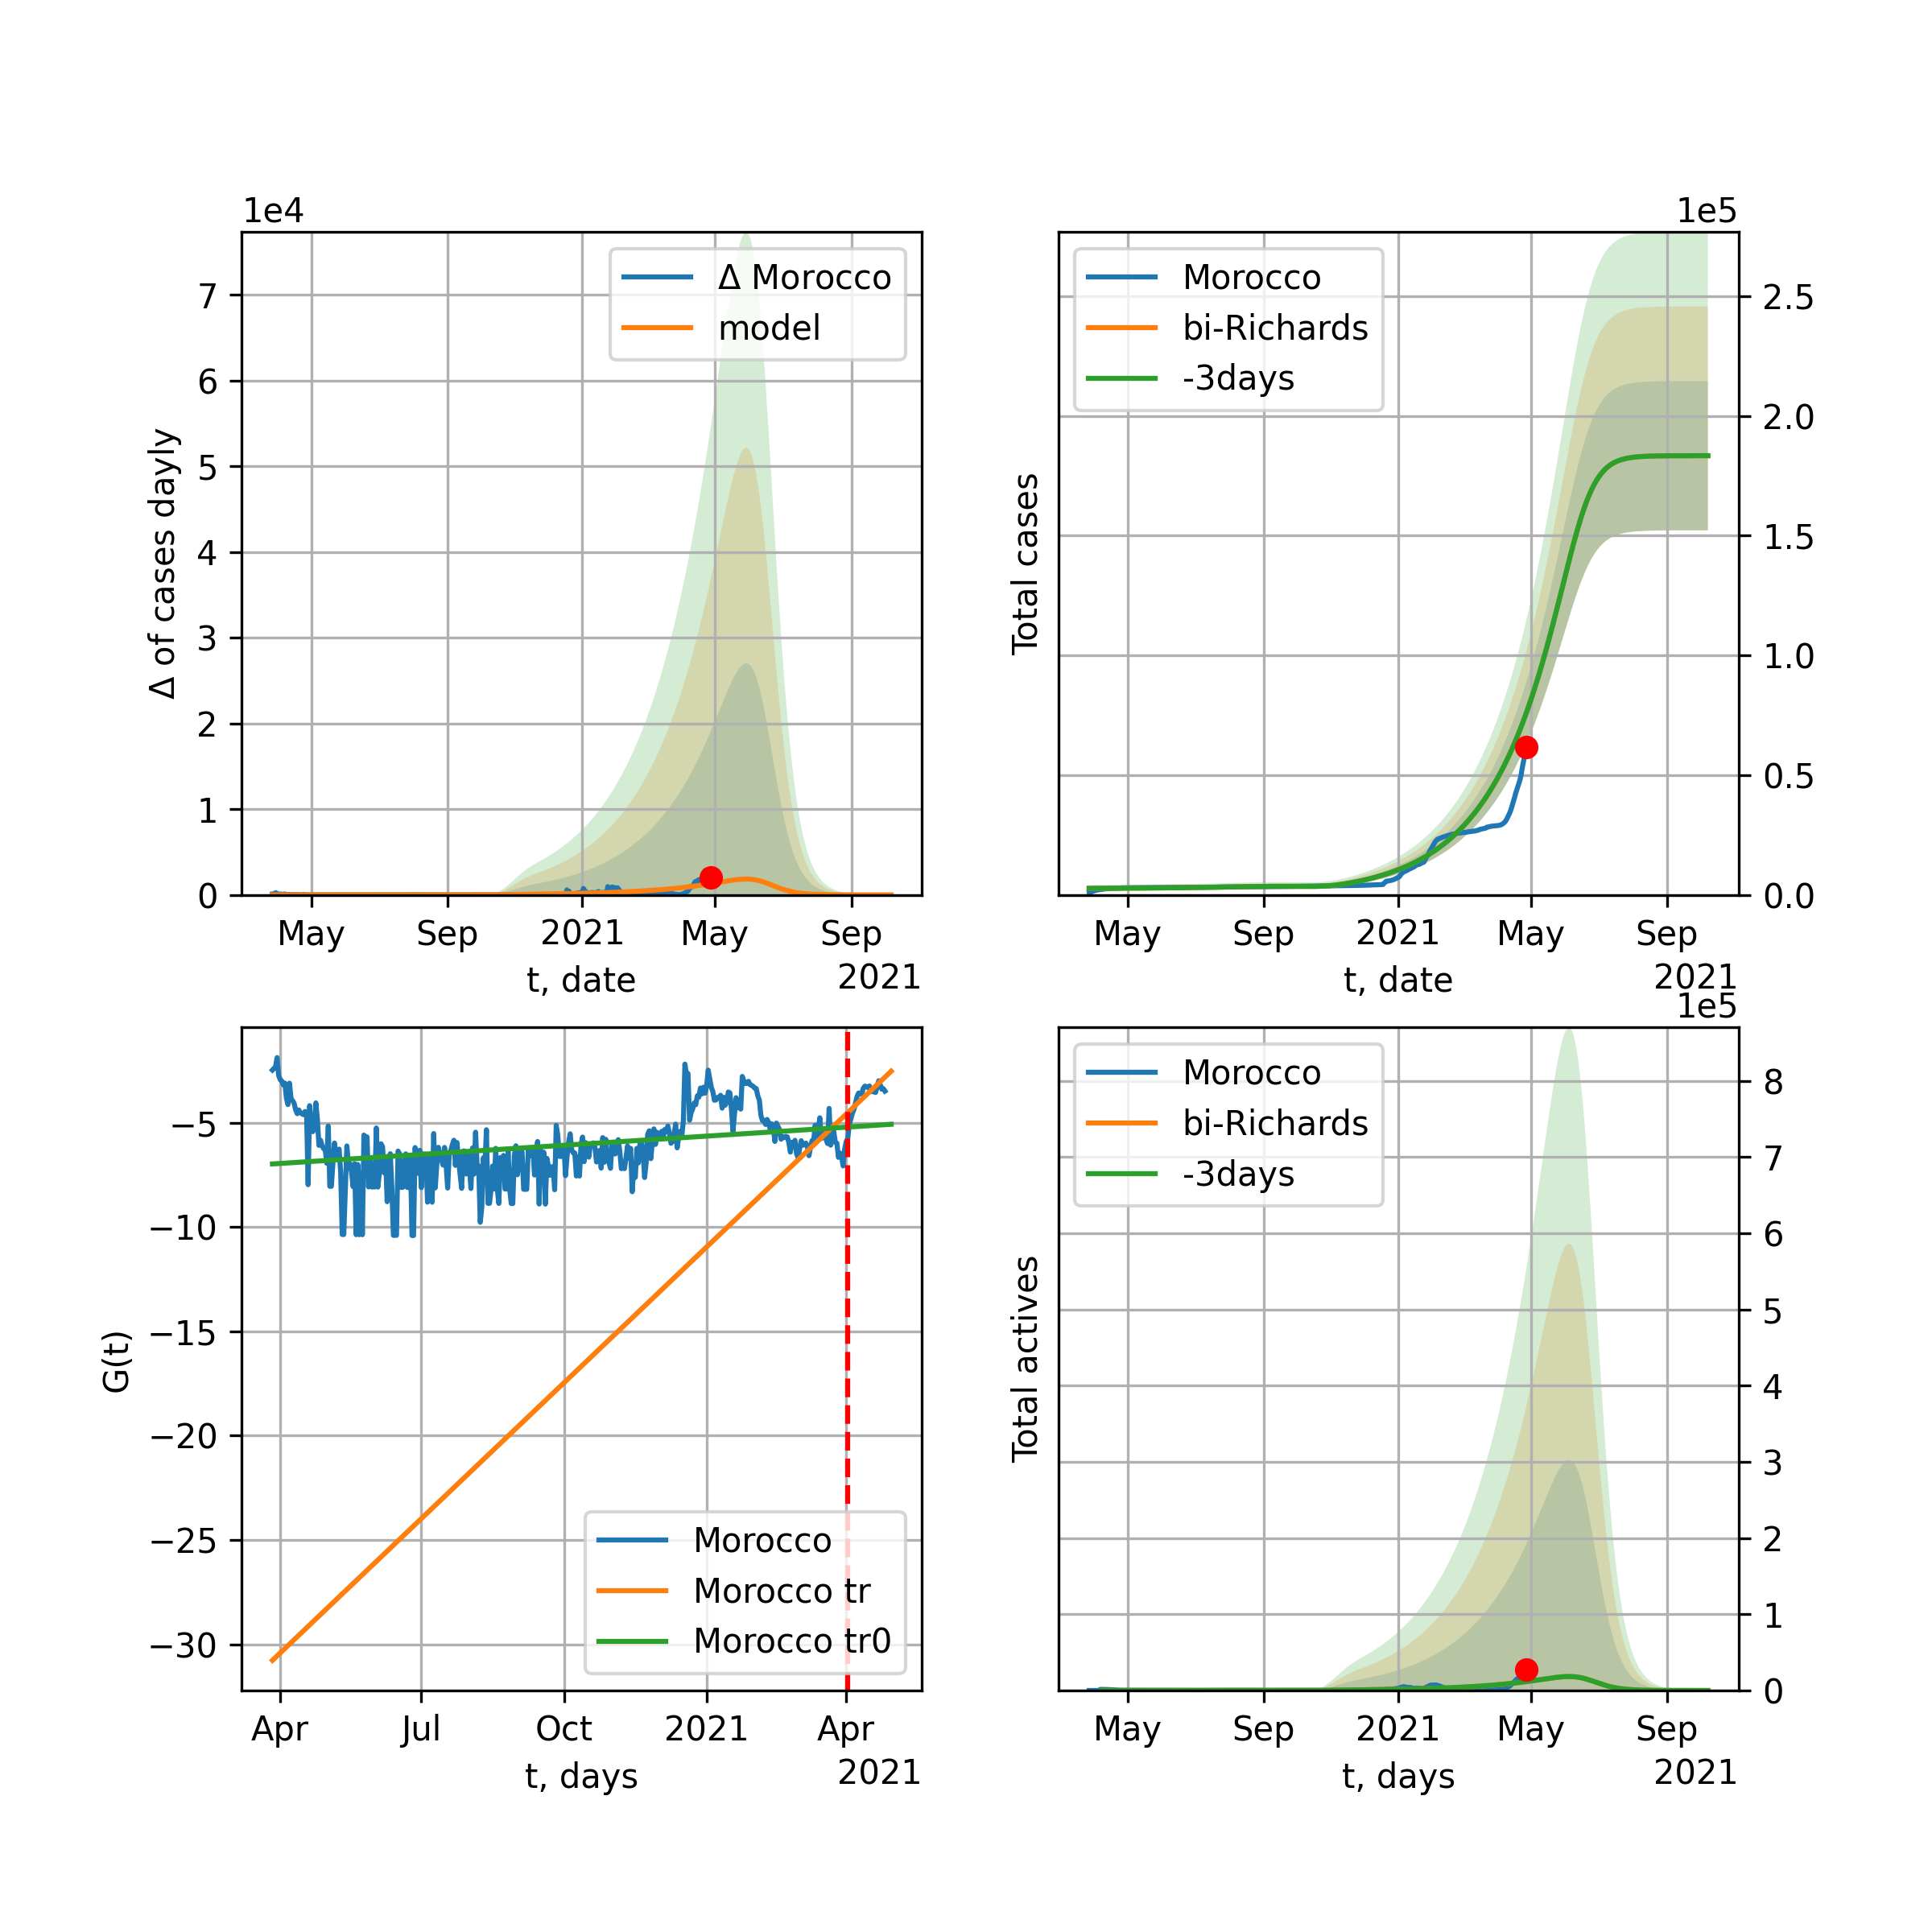 1e4
Δ of cases dayly
7
6
5
4
3
2
1
0
Δ Morocco
model
May
Sep
2021
May
Sep
t, date
2021
1e5
Total cases
Morocco
bi-Richards
-3days
2.5
2.0
1.5
1.0
0.5
0.0
May
Sep
2021
May
Sep
t, date
2021
G(t)
−5
−10
−15
−20
−25
−30
Morocco
Morocco tr
Morocco tr0
Apr
Jul
Oct
2021
Apr
t, days
2021
1e5
Total actives
Morocco
bi-Richards
-3days
8
7
6
5
4
3
2
1
0
May
Sep
2021
May
Sep
t, days
2021